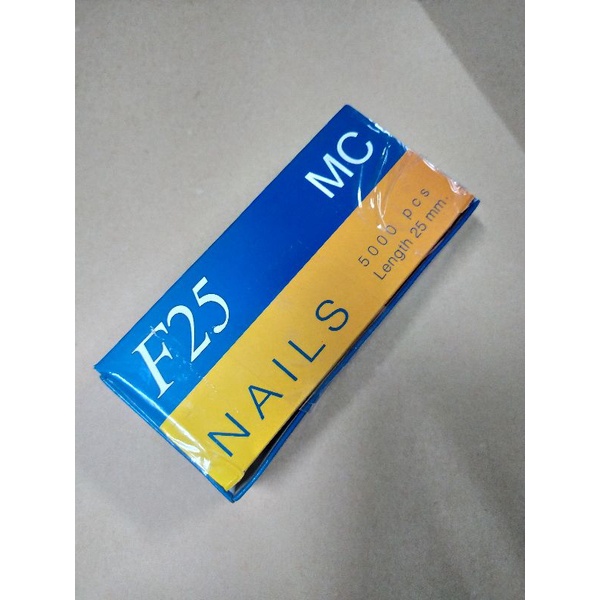 MC
F25
NAILS
5000 pcs
Length 25 mm.